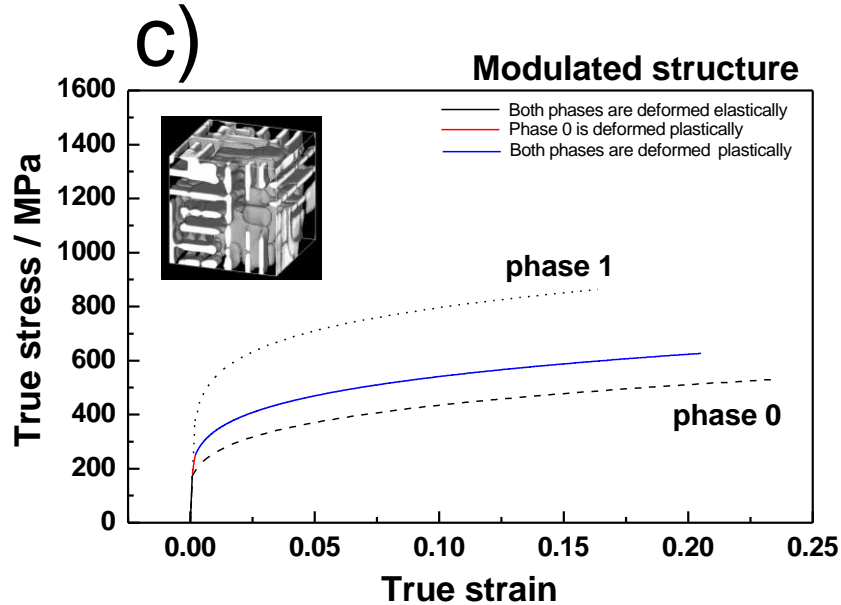 c)
Modulated structure
Both phases are deformed elastically
Phase 0 is deformed plastically
Both phases are deformed plastically
1600
1400
1200
1000
800
600
400
200
0
True stress / MPa
phase 1
phase 0
0.00 0.05 0.10 0.15 0.20 0.25
True strain